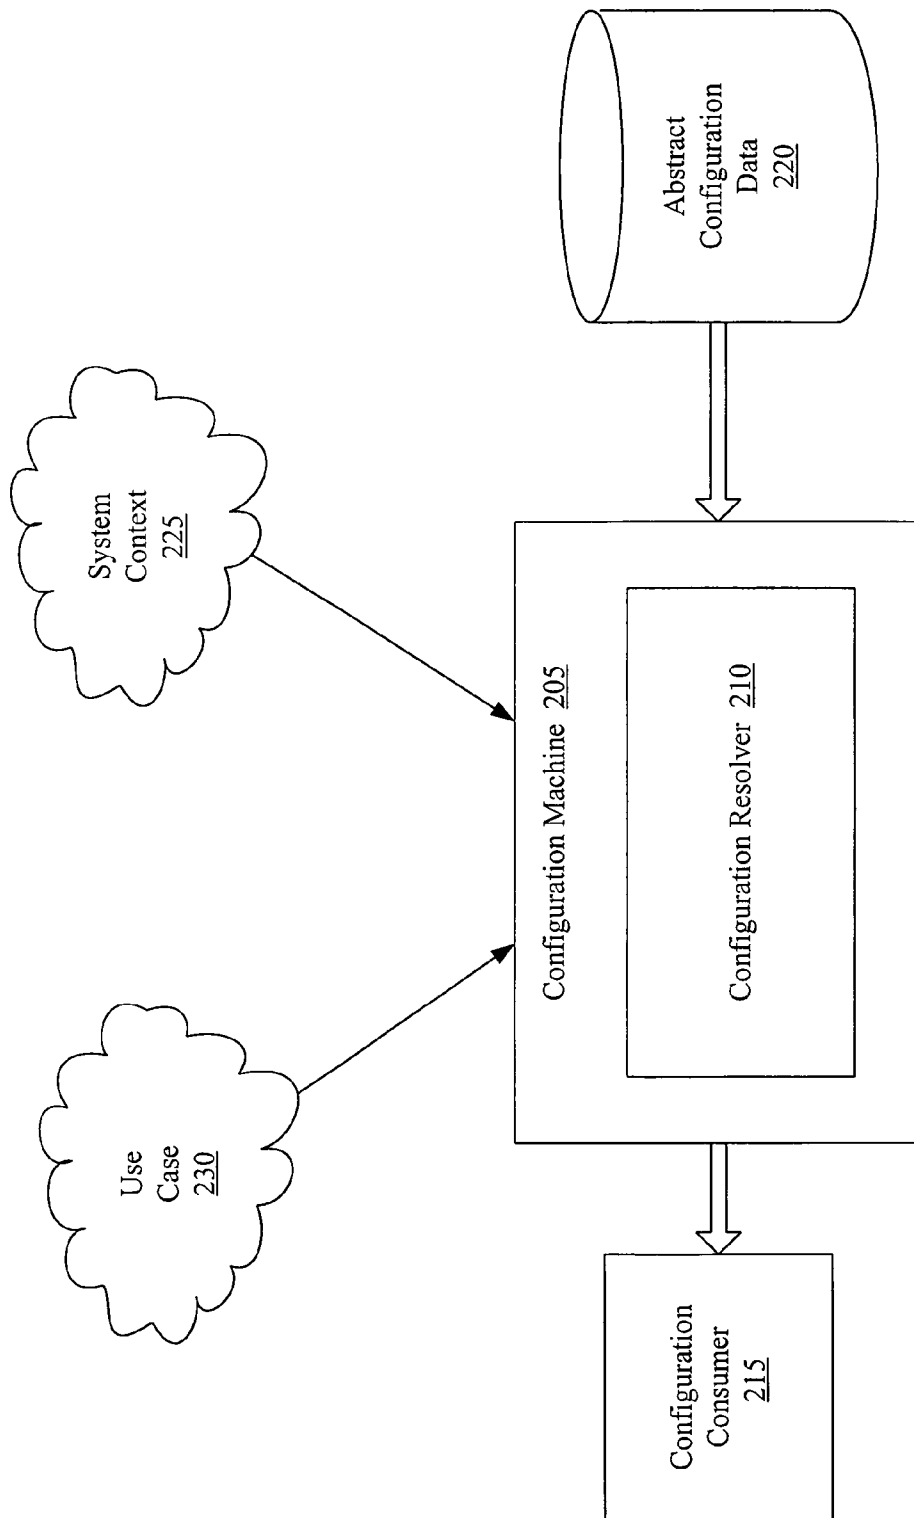 Use
Case
230
System
Context
225
Configuration Machine 205
Configuration Resolver 210
Configuration
Consumer
215
Abstract
Configuration
Data
220